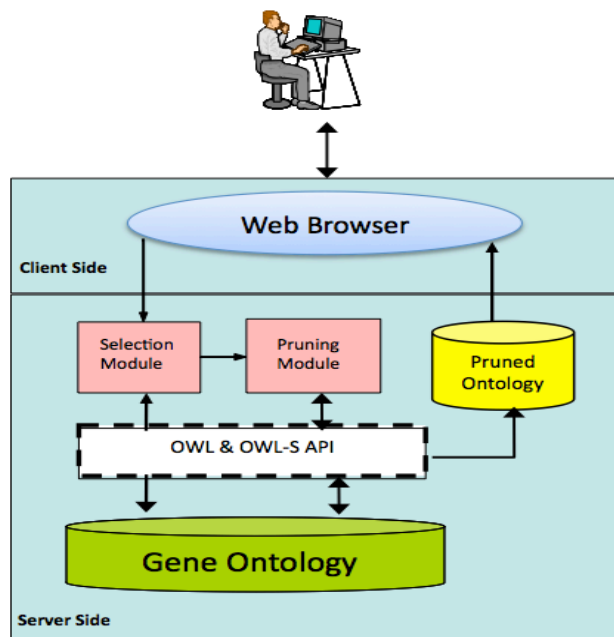 Web Browser
Client Side
Selection
Module
Pruning
Module
Pruned
Ontology
OWL & OWL-S API
Gene Ontology
Server Side